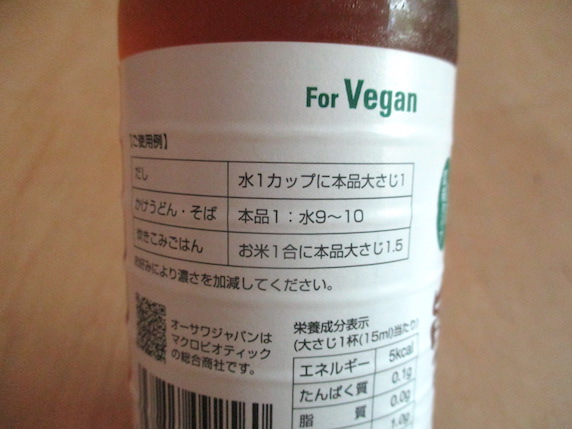 For Vegan
【ご使用例】
だし 水1カップに本品大さじ1
かけうどん・そば 本品1：水9～10
炊きこみごはん お米1合に本品大さじ1.5
お好みにより濃さを加減してください。
オーサワジャパンは
マクロビオティック
の総合商社です。
栄養成分表示
(大さじ1杯(15ml)当たり)
エネルギー 5kcal
たんぱく質 0.1g
脂質 0.0g
1.0g